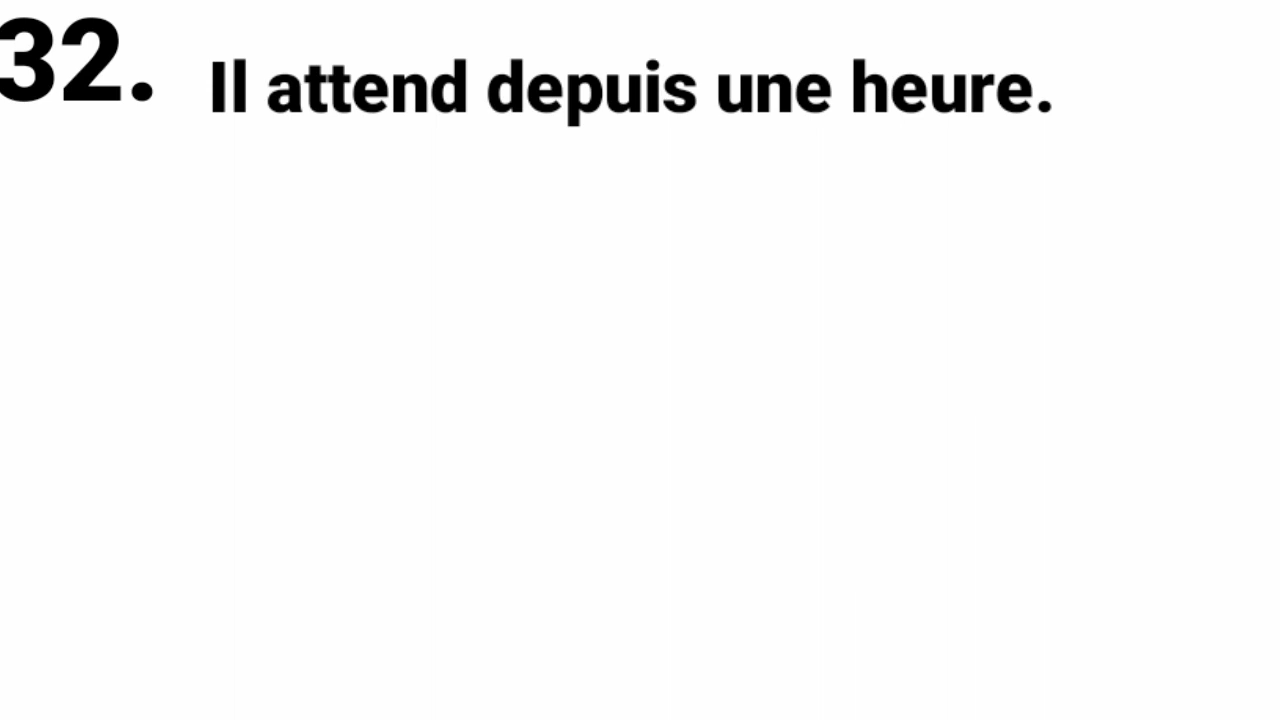 32. Il attend depuis une heure.